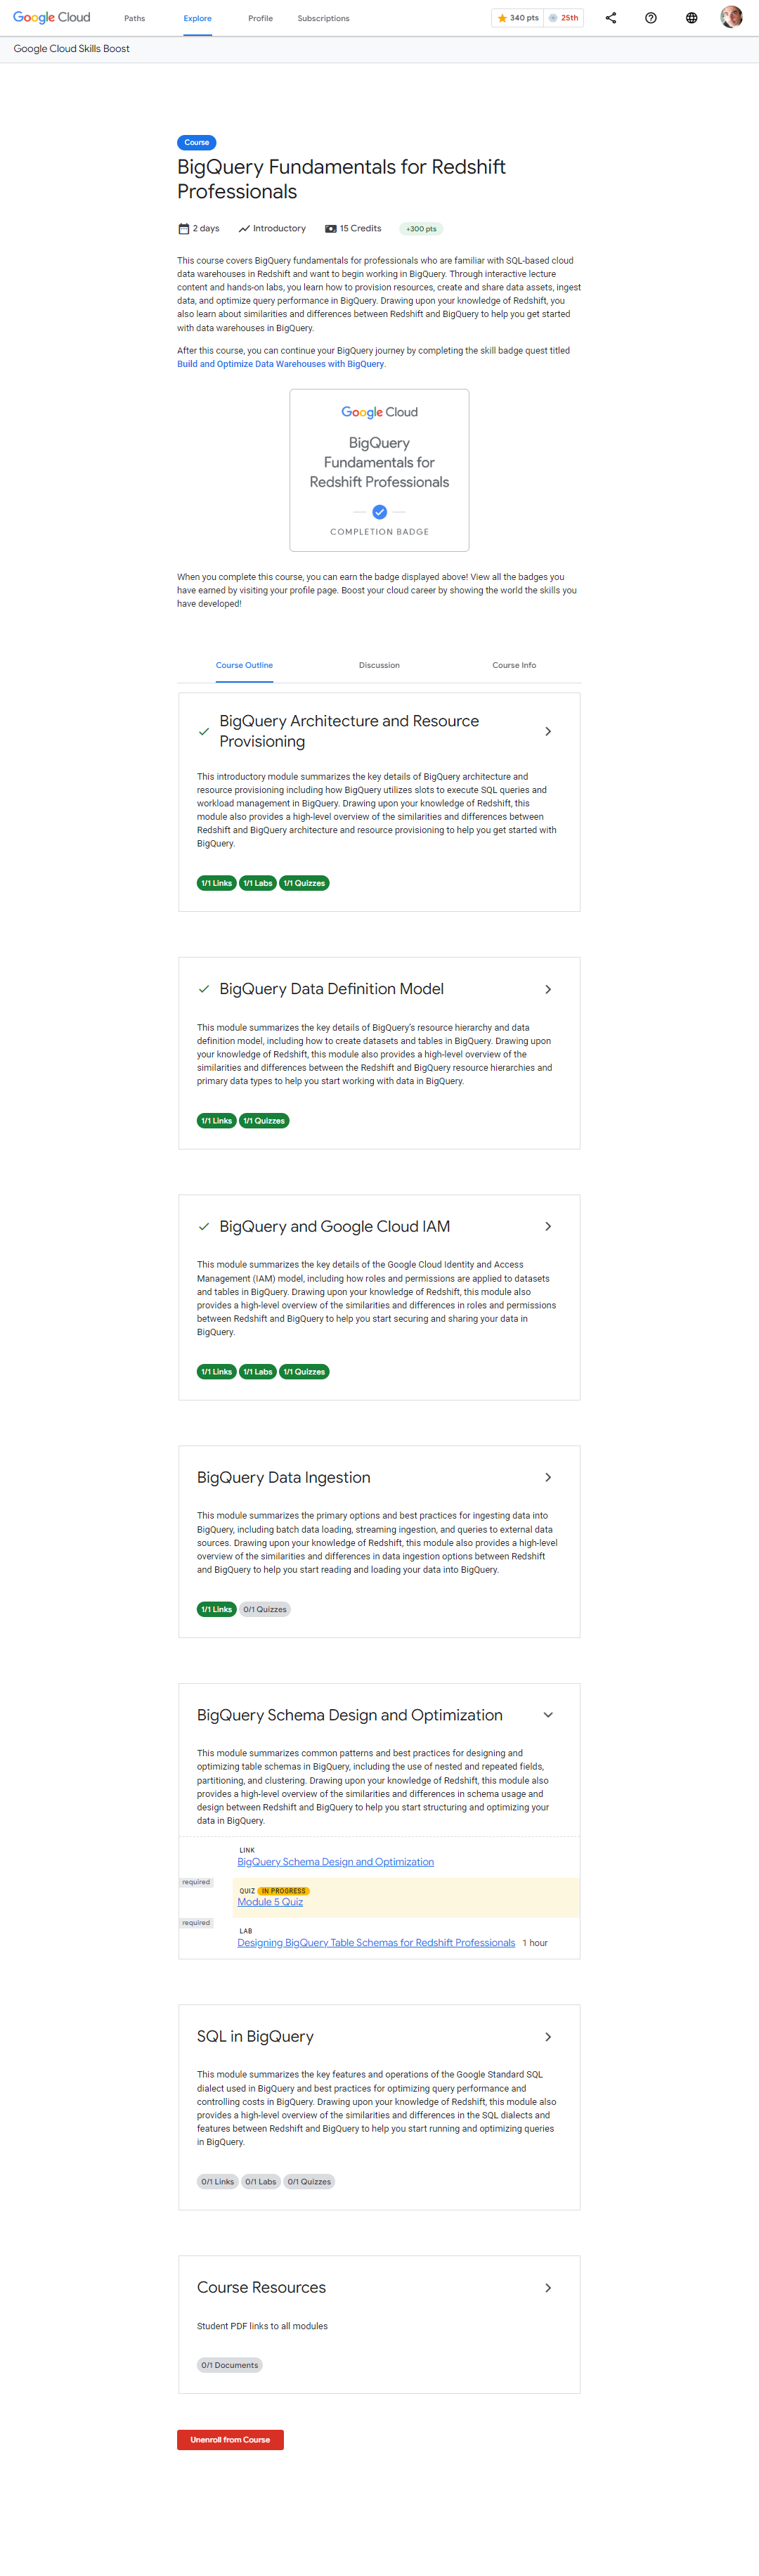 Google Cloud Paths Explore Profile Subscriptions 340 pts 25th
Google Cloud Skills Boost
Course
BigQuery Fundamentals for Redshift
Professionals
2 days Introductory 15 Credits +300 pts
This course covers BigQuery fundamentals for professionals who are familiar with SQL-based cloud
data warehouses in Redshift and want to begin working in BigQuery. Through interactive lecture
content and hands-on labs, you learn how to provision resources, create and share data assets, ingest
data, and optimize query performance in BigQuery. Drawing upon your knowledge of Redshift, you
also learn about similarities and differences between Redshift and BigQuery to help you get started
with data warehouses in BigQuery.
After this course, you can continue your BigQuery journey by completing the skill badge quest titled
Build and Optimize Data Warehouses with BigQuery.
Google Cloud
BigQuery
Fundamentals for
Redshift Professionals
COMPLETION BADGE
When you complete this course, you can earn the badge displayed above! View all the badges you
have earned by visiting your profile page. Boost your cloud career by showing the world the skills you
have developed!
Course Outline Discussion Course Info
BigQuery Architecture and Resource
Provisioning
This introductory module summarizes the key details of BigQuery architecture and
resource provisioning including how BigQuery utilizes slots to execute SQL queries and
workload management in BigQuery. Drawing upon your knowledge of Redshift, this
module also provides a high-level overview of the similarities and differences between
Redshift and BigQuery architecture and resource provisioning to help you get started with
BigQuery.
1/1 Links 1/1 Labs 1/1 Quizzes
BigQuery Data Definition Model
This module summarizes the key details of BigQuery's resource hierarchy and data
definition model, including how to create datasets and tables in BigQuery. Drawing upon
your knowledge of Redshift, this module also provides a high-level overview of the
similarities and differences between the Redshift and BigQuery resource hierarchies and
primary data types to help you start working with data in BigQuery.
1/1 Links 1/1 Quizzes
BigQuery and Google Cloud IAM
This module summarizes the key details of the Google Cloud Identity and Access
Management (IAM) model, including how roles and permissions are applied to datasets
and tables in BigQuery. Drawing upon your knowledge of Redshift, this module also
provides a high-level overview of the similarities and differences in roles and permissions
between Redshift and BigQuery to help you start securing and sharing your data in
BigQuery.
1/1 Links 1/1 Labs 1/1 Quizzes
BigQuery Data Ingestion
This module summarizes the primary options and best practices for ingesting data into
BigQuery, including batch data loading, streaming ingestion, and queries to external data
sources. Drawing upon your knowledge of Redshift, this module also provides a high-level
overview of the similarities and differences in data ingestion options between Redshift
and BigQuery to help you start reading and loading your data into BigQuery.
1/1 Links 0/1 Quizzes
BigQuery Schema Design and Optimization
This module summarizes common patterns and best practices for designing and
optimizing table schemas in BigQuery, including the use of nested and repeated fields,
partitioning, and clustering. Drawing upon your knowledge of Redshift, this module also
provides a high-level overview of the similarities and differences in schema usage and
design between Redshift and BigQuery to help you start structuring and optimizing your
data in BigQuery.
LINK
BigQuery Schema Design and Optimization
required
QUIZ IN PROGRESS
Module 5 Quiz
required
LAB
Designing BigQuery Table Schemas for Redshift Professionals 1 hour
SQL in BigQuery
This module summarizes the key features and operations of the Google Standard SQL
dialect used in BigQuery and best practices for optimizing query performance and
controlling costs in BigQuery. Drawing upon your knowledge of Redshift, this module also
provides a high-level overview of the similarities and differences in the SQL dialects and
features between Redshift and BigQuery to help you start running and optimizing queries
in BigQuery.
0/1 Links 0/1 Labs 0/1 Quizzes
Course Resources
Student PDF links to all modules
0/1 Documents
Unenroll from Course